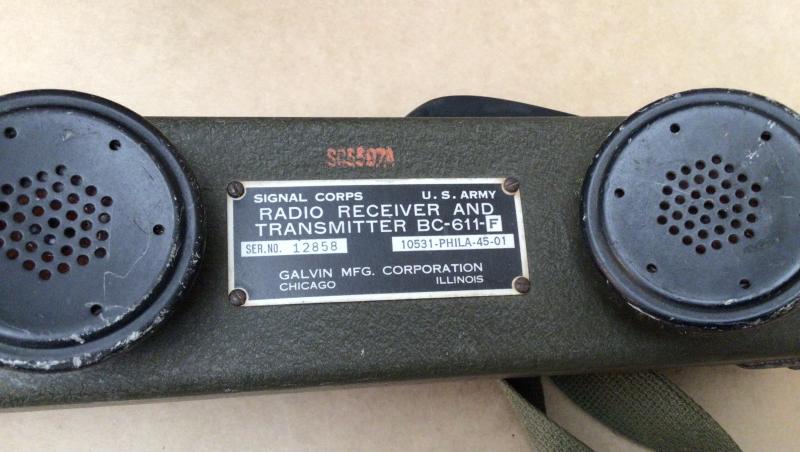 SC5597A
SIGNAL CORPS U.S. ARMY
RADIO RECEIVER AND
TRANSMITTER BC-611-F
SER.NO. 12858 10531-PHILA-45-01
GALVIN MFG. CORPORATION
CHICAGO ILLINOIS